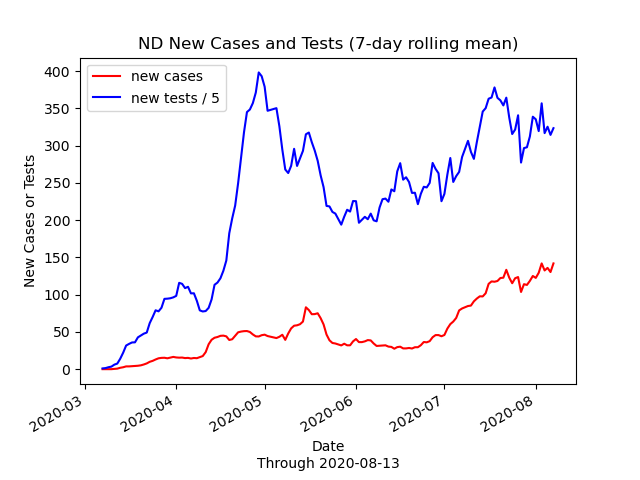 ND New Cases and Tests (7-day rolling mean)
new cases
new tests / 5
400
350
300
250
200
150
100
50
0
New Cases or Tests
2020-03
2020-04
2020-05
2020-06
2020-07
2020-08
Date
Through 2020-08-13